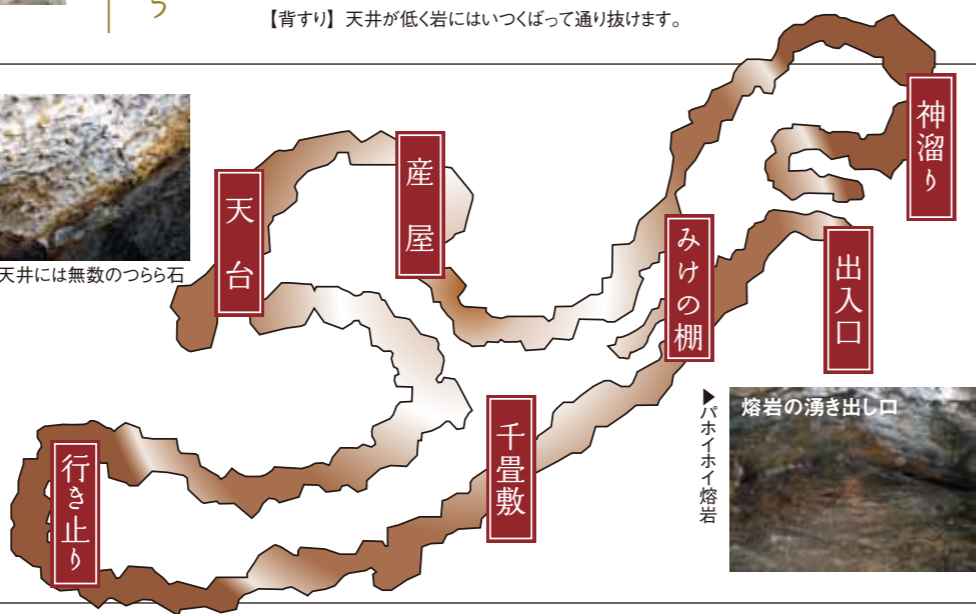 【背すり】 天井が低く岩にはいつくばって通り抜けます。
神溜り
産屋
天台
みけの棚
出入口
天井には無数のつらら石
▶パホイホイ熔岩
熔岩の湧き出し口
千畳敷
行き止り